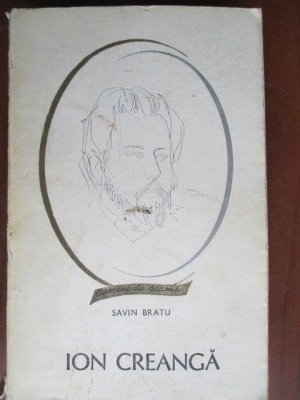 Oameni de seamă
SAVIN BRATU
ION CREANGĂ